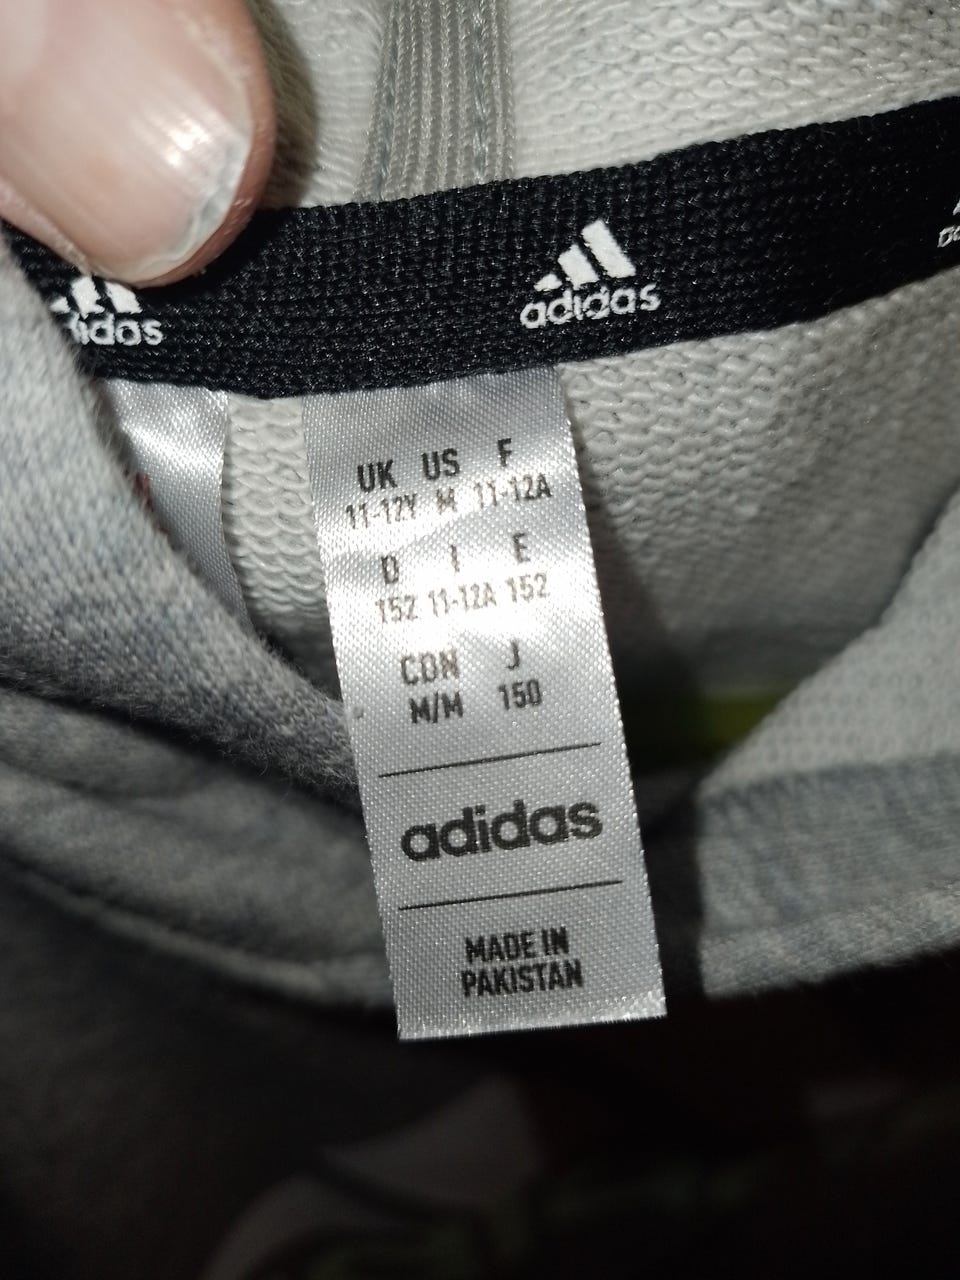 adidas
adidas
UK US F
11-12Y M 11-12A
D I E
152 11-12A 152
CDN J
M/M 150
adidas
MADE IN
PAKISTAN